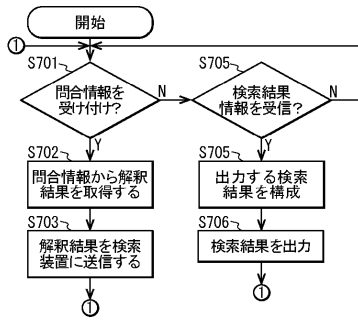 開始
①
S701
問合情報を
受け付け?
N
Y
S702
問合情報から解釈
結果を取得する
S703
解釈結果を検索
装置に送信する
①
S705
検索結果
情報を受信?
N
Y
S705
出力する検索
結果を構成
S706
検索結果を出力
①